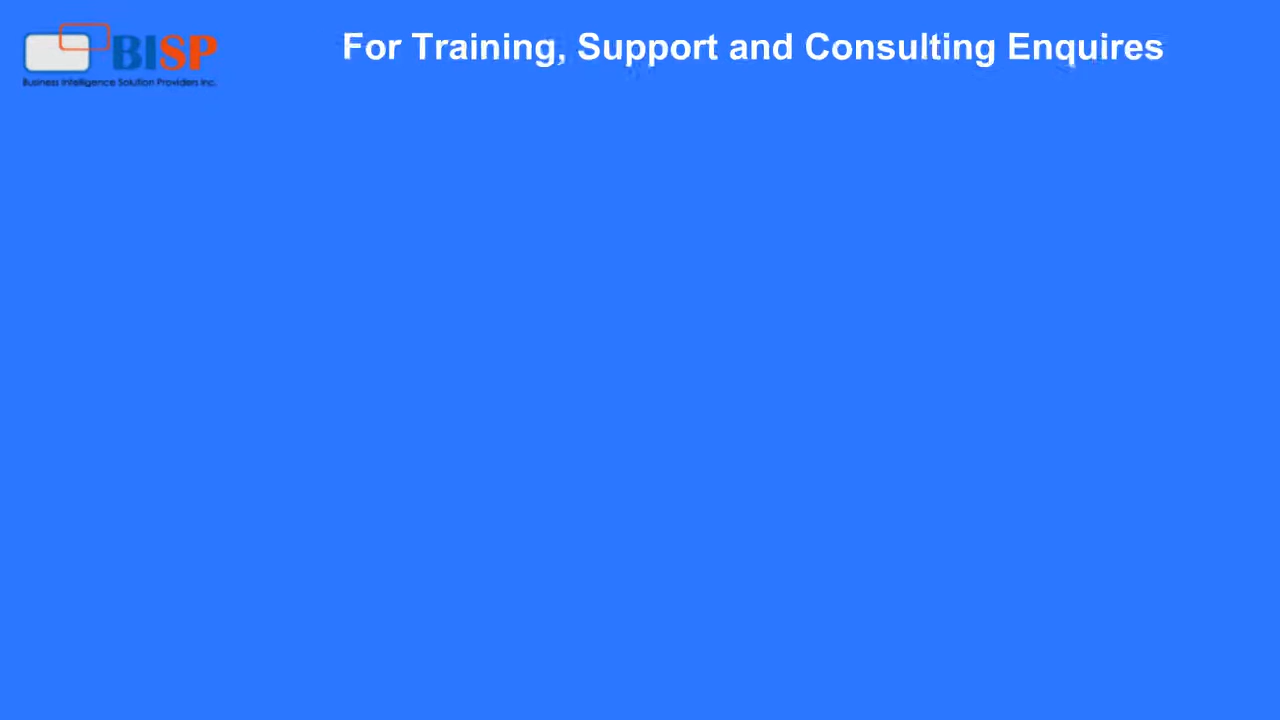 BISP
Business Intelligence Solution Providers Inc.
For Training, Support and Consulting Enquires